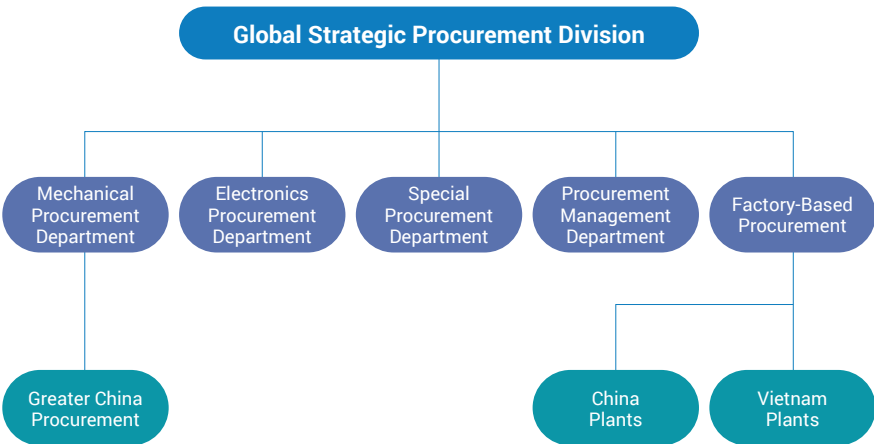 Global Strategic Procurement Division
Mechanical
Procurement
Department
Electronics
Procurement
Department
Special
Procurement
Department
Procurement
Management
Department
Factory-Based
Procurement
Greater China
Procurement
China
Plants
Vietnam
Plants